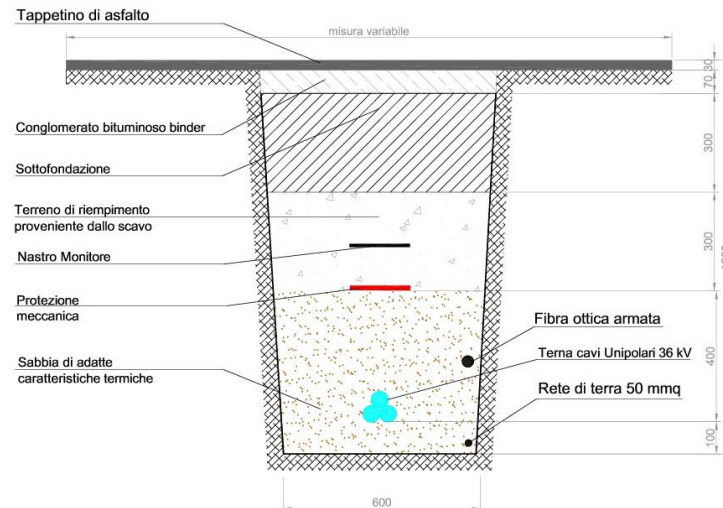 Tappetino di asfalto
misura variabile
30
70
Conglomerato bituminoso binder
300
Sottofondazione
Terreno di riempimento
proveniente dallo scavo
300
Nastro Monitore
Protezione
meccanica
Fibra ottica armata
400
Sabbia di adatte
caratteristiche termiche
Terna cavi Unipolari 36 kV
Rete di terra 50 mmq
100
600